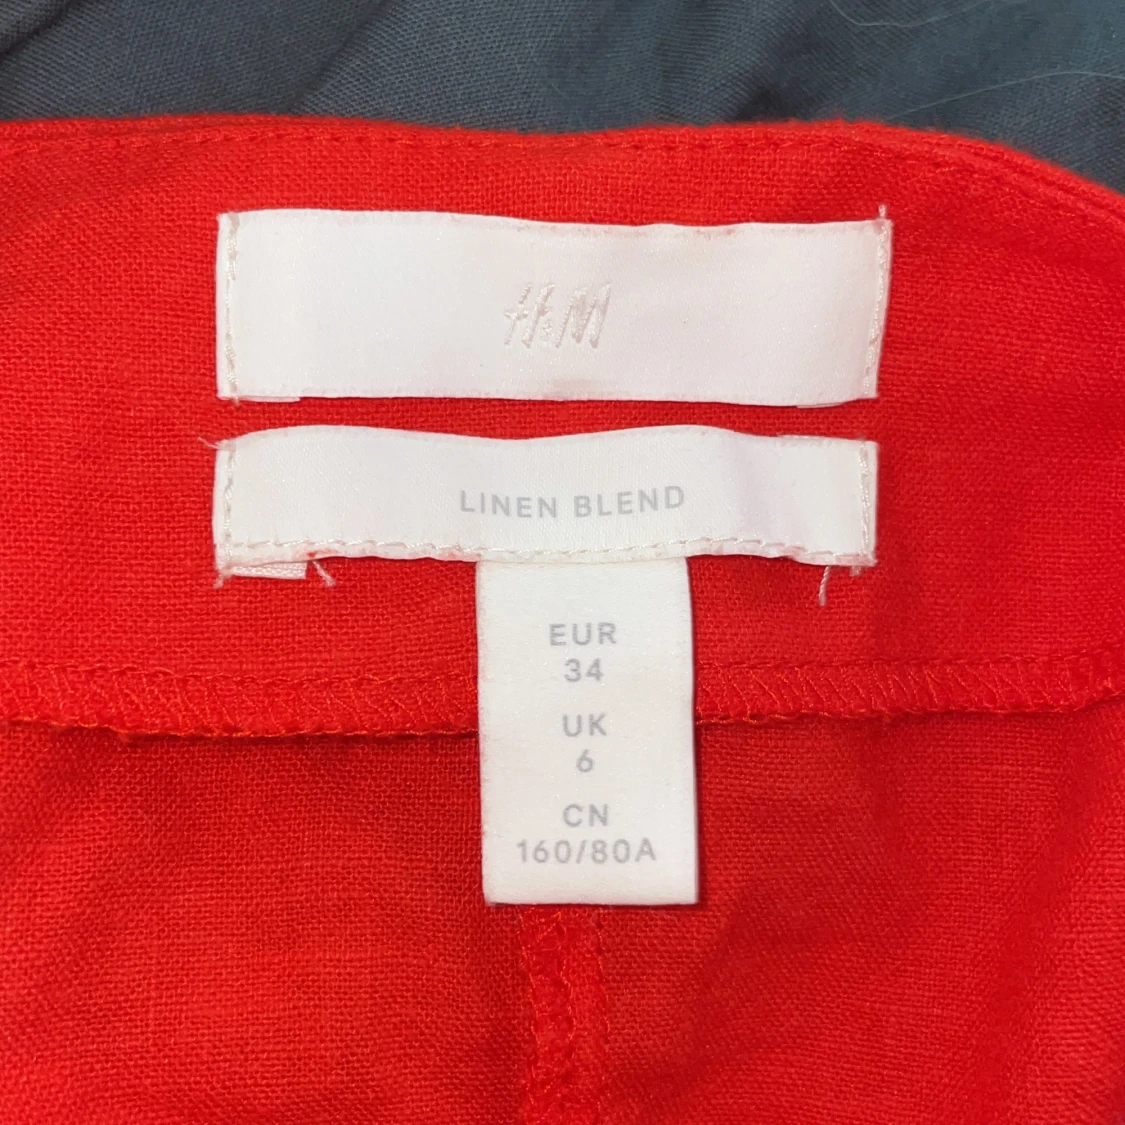 H&M
LINEN BLEND
EUR
34
UK
6
CN
160/80A